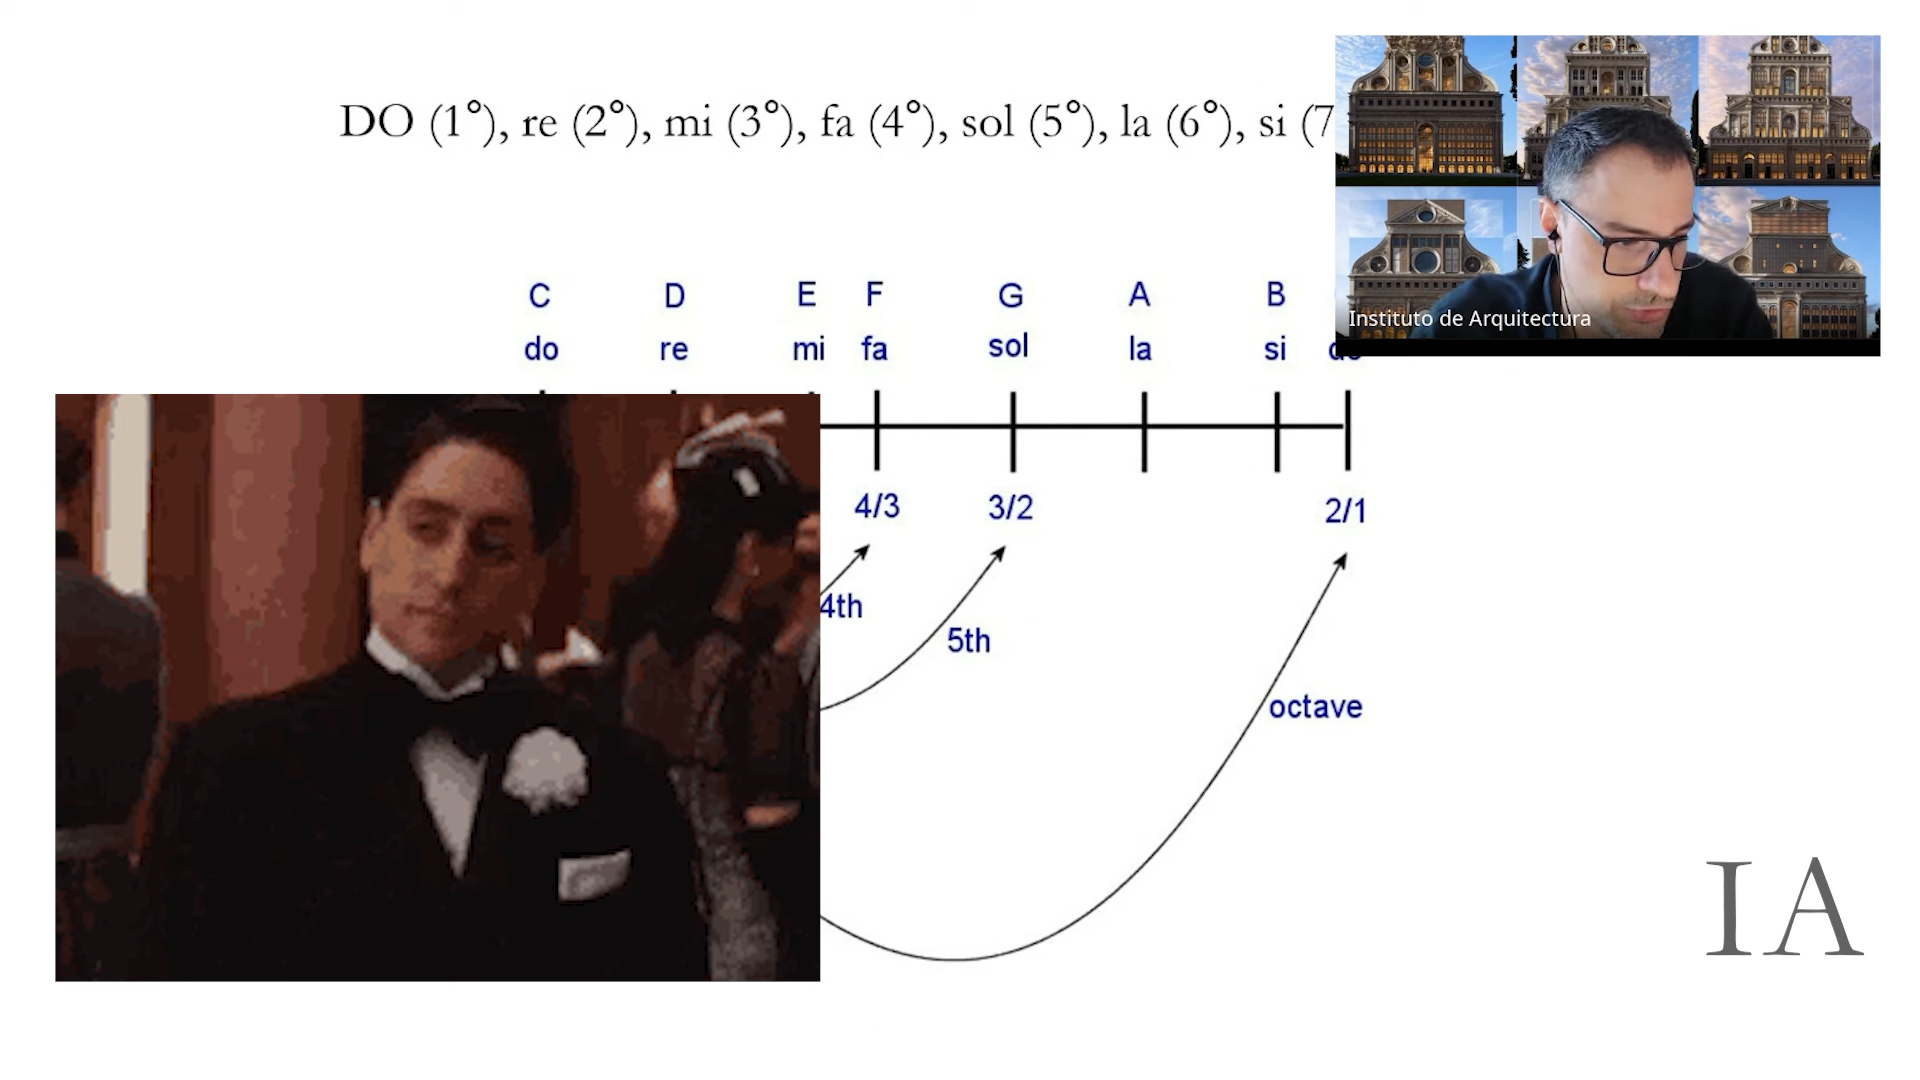 DO (1°), re (2°), mi (3°), fa (4°), sol (5°), la (6°), si (7
C D E F G A B
do re mi fa sol la si do
4/3 3/2 2/1
4th
5th
octave
Instituto de Arquitectura
IA